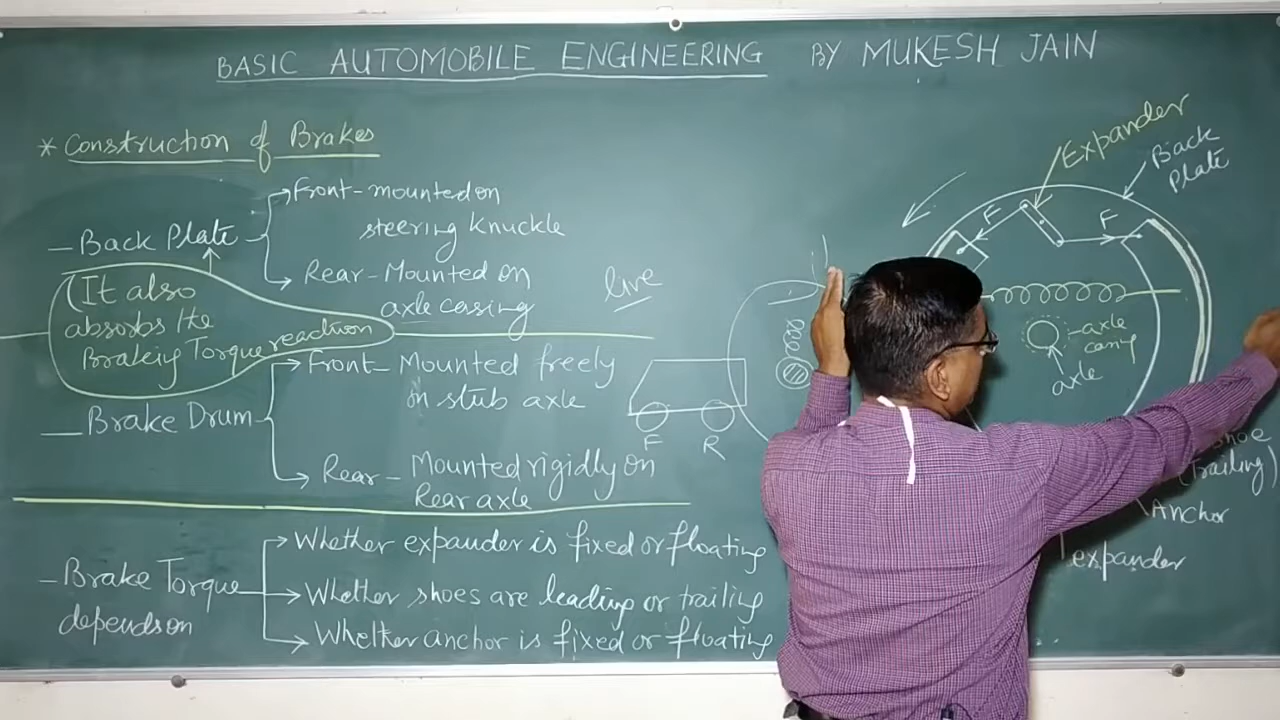 BASIC AUTOMOBILE ENGINEERING BY MUKESH JAIN
* Construction of Brakes
- Back Plate
Front - mounted on
steering knuckle
Rear - Mounted on
axle casing
(It also
absorbs the
Braking Torque reaction
- Brake Drum
Front - Mounted freely
on stub axle
Rear - Mounted rigidly on
Rear axle
- Brake Torque
depends on
Whether expander is fixed or floating
Whether shoes are leading or trailing
Whether anchor is fixed or floating
live
F
R
Expander
Back
Plate
F
F
axle
axle
shoe
(Trailing)
Anchor
expander